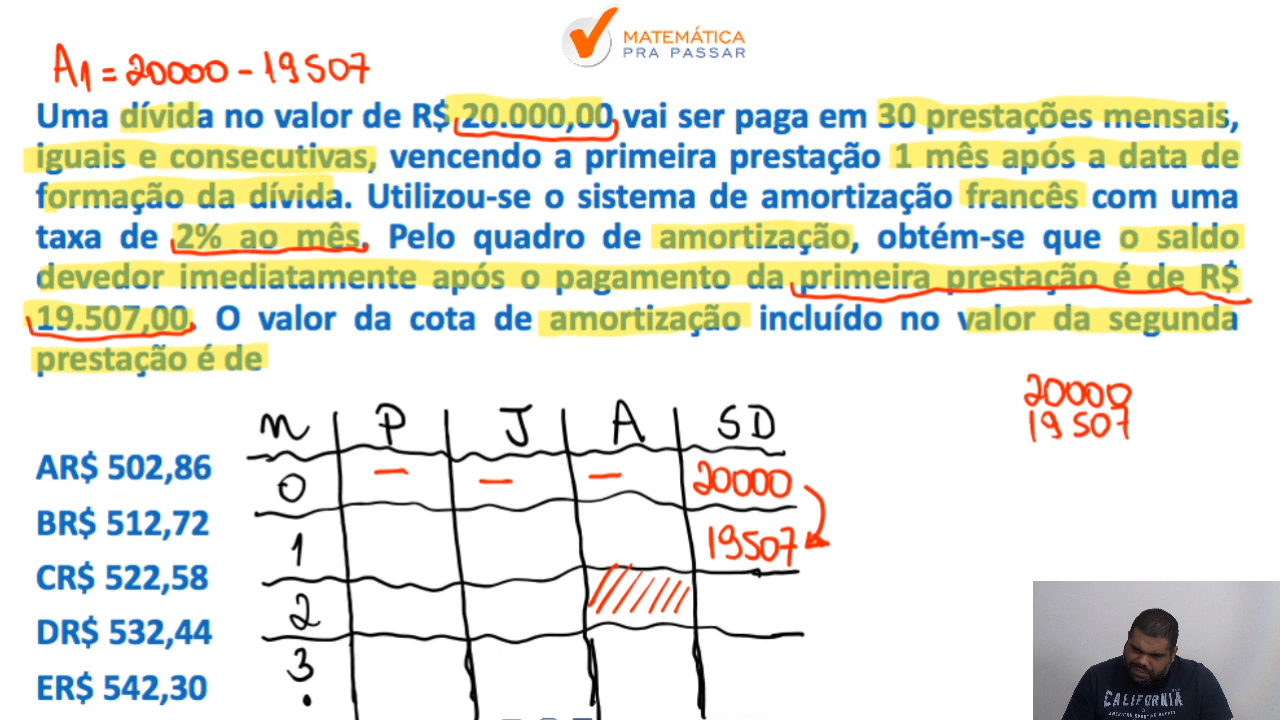 MATEMÁTICA
PRA PASSAR
A1 = 20000 - 19507
Uma dívida no valor de R$ 20.000,00 vai ser paga em 30 prestações mensais,
iguais e consecutivas, vencendo a primeira prestação 1 mês após a data de
formação da dívida. Utilizou-se o sistema de amortização francês com uma
taxa de 2% ao mês. Pelo quadro de amortização, obtém-se que o saldo
devedor imediatamente após o pagamento da primeira prestação é de R$
19.507,00. O valor da cota de amortização incluído no valor da segunda
prestação é de
20000
19507
n P J A SD
0 — — — 20000
1 19507
2
3
AR$ 502,86
BR$ 512,72
CR$ 522,58
DR$ 532,44
ER$ 542,30
CALIFORNIA